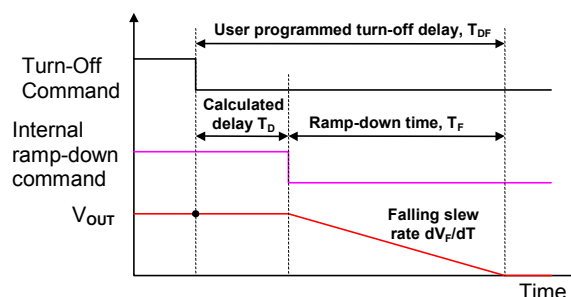 User programmed turn-off delay, TDF
Turn-Off
Command
Calculated
delay TD
Ramp-down time, TF
Internal
ramp-down
command
VOUT
Falling slew
rate dVF/dT
Time